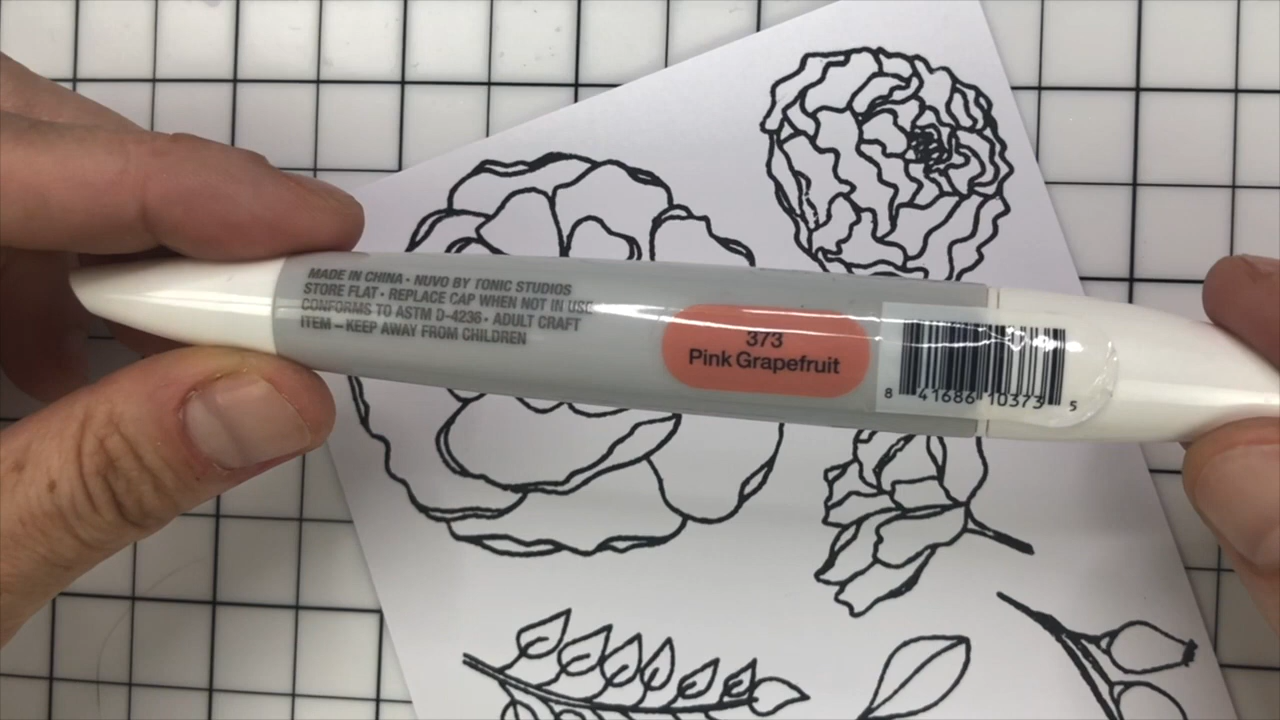 MADE IN CHINA • NUVO BY TONIC STUDIOS
STORE FLAT • REPLACE CAP WHEN NOT IN USE
CONFORMS TO ASTM D-4236 • ADULT CRAFT
ITEM – KEEP AWAY FROM CHILDREN
373
Pink Grapefruit
8 41686 10373 5